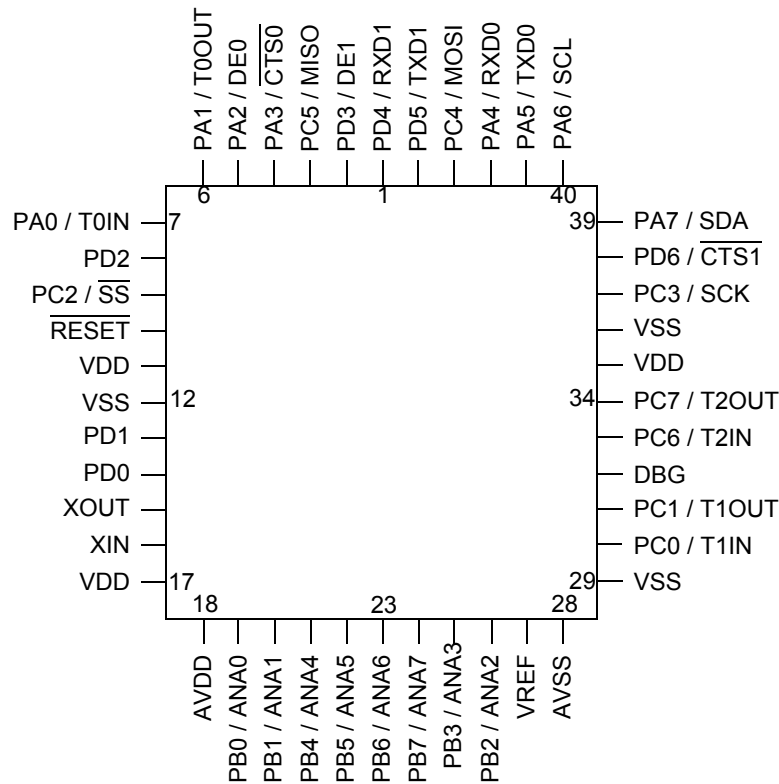 PA1 / T0OUT
PA2 / DE0
PA3 / CTS0
PC5 / MISO
PD3 / DE1
PD4 / RXD1
PD5 / TXD1
PC4 / MOSI
PA4 / RXD0
PA5 / TXD0
PA6 / SCL
6
1
40
PA0 / T0IN
7
39
PA7 / SDA
PD2
PD6 / CTS1
PC2 / SS
PC3 / SCK
RESET
VSS
VDD
VDD
VSS
12
34
PC7 / T2OUT
PD1
PC6 / T2IN
PD0
DBG
XOUT
PC1 / T1OUT
XIN
PC0 / T1IN
VDD
17
29
VSS
18
23
28
AVDD
PB0 / ANA0
PB1 / ANA1
PB4 / ANA4
PB5 / ANA5
PB6 / ANA6
PB7 / ANA7
PB3 / ANA3
PB2 / ANA2
VREF
AVSS